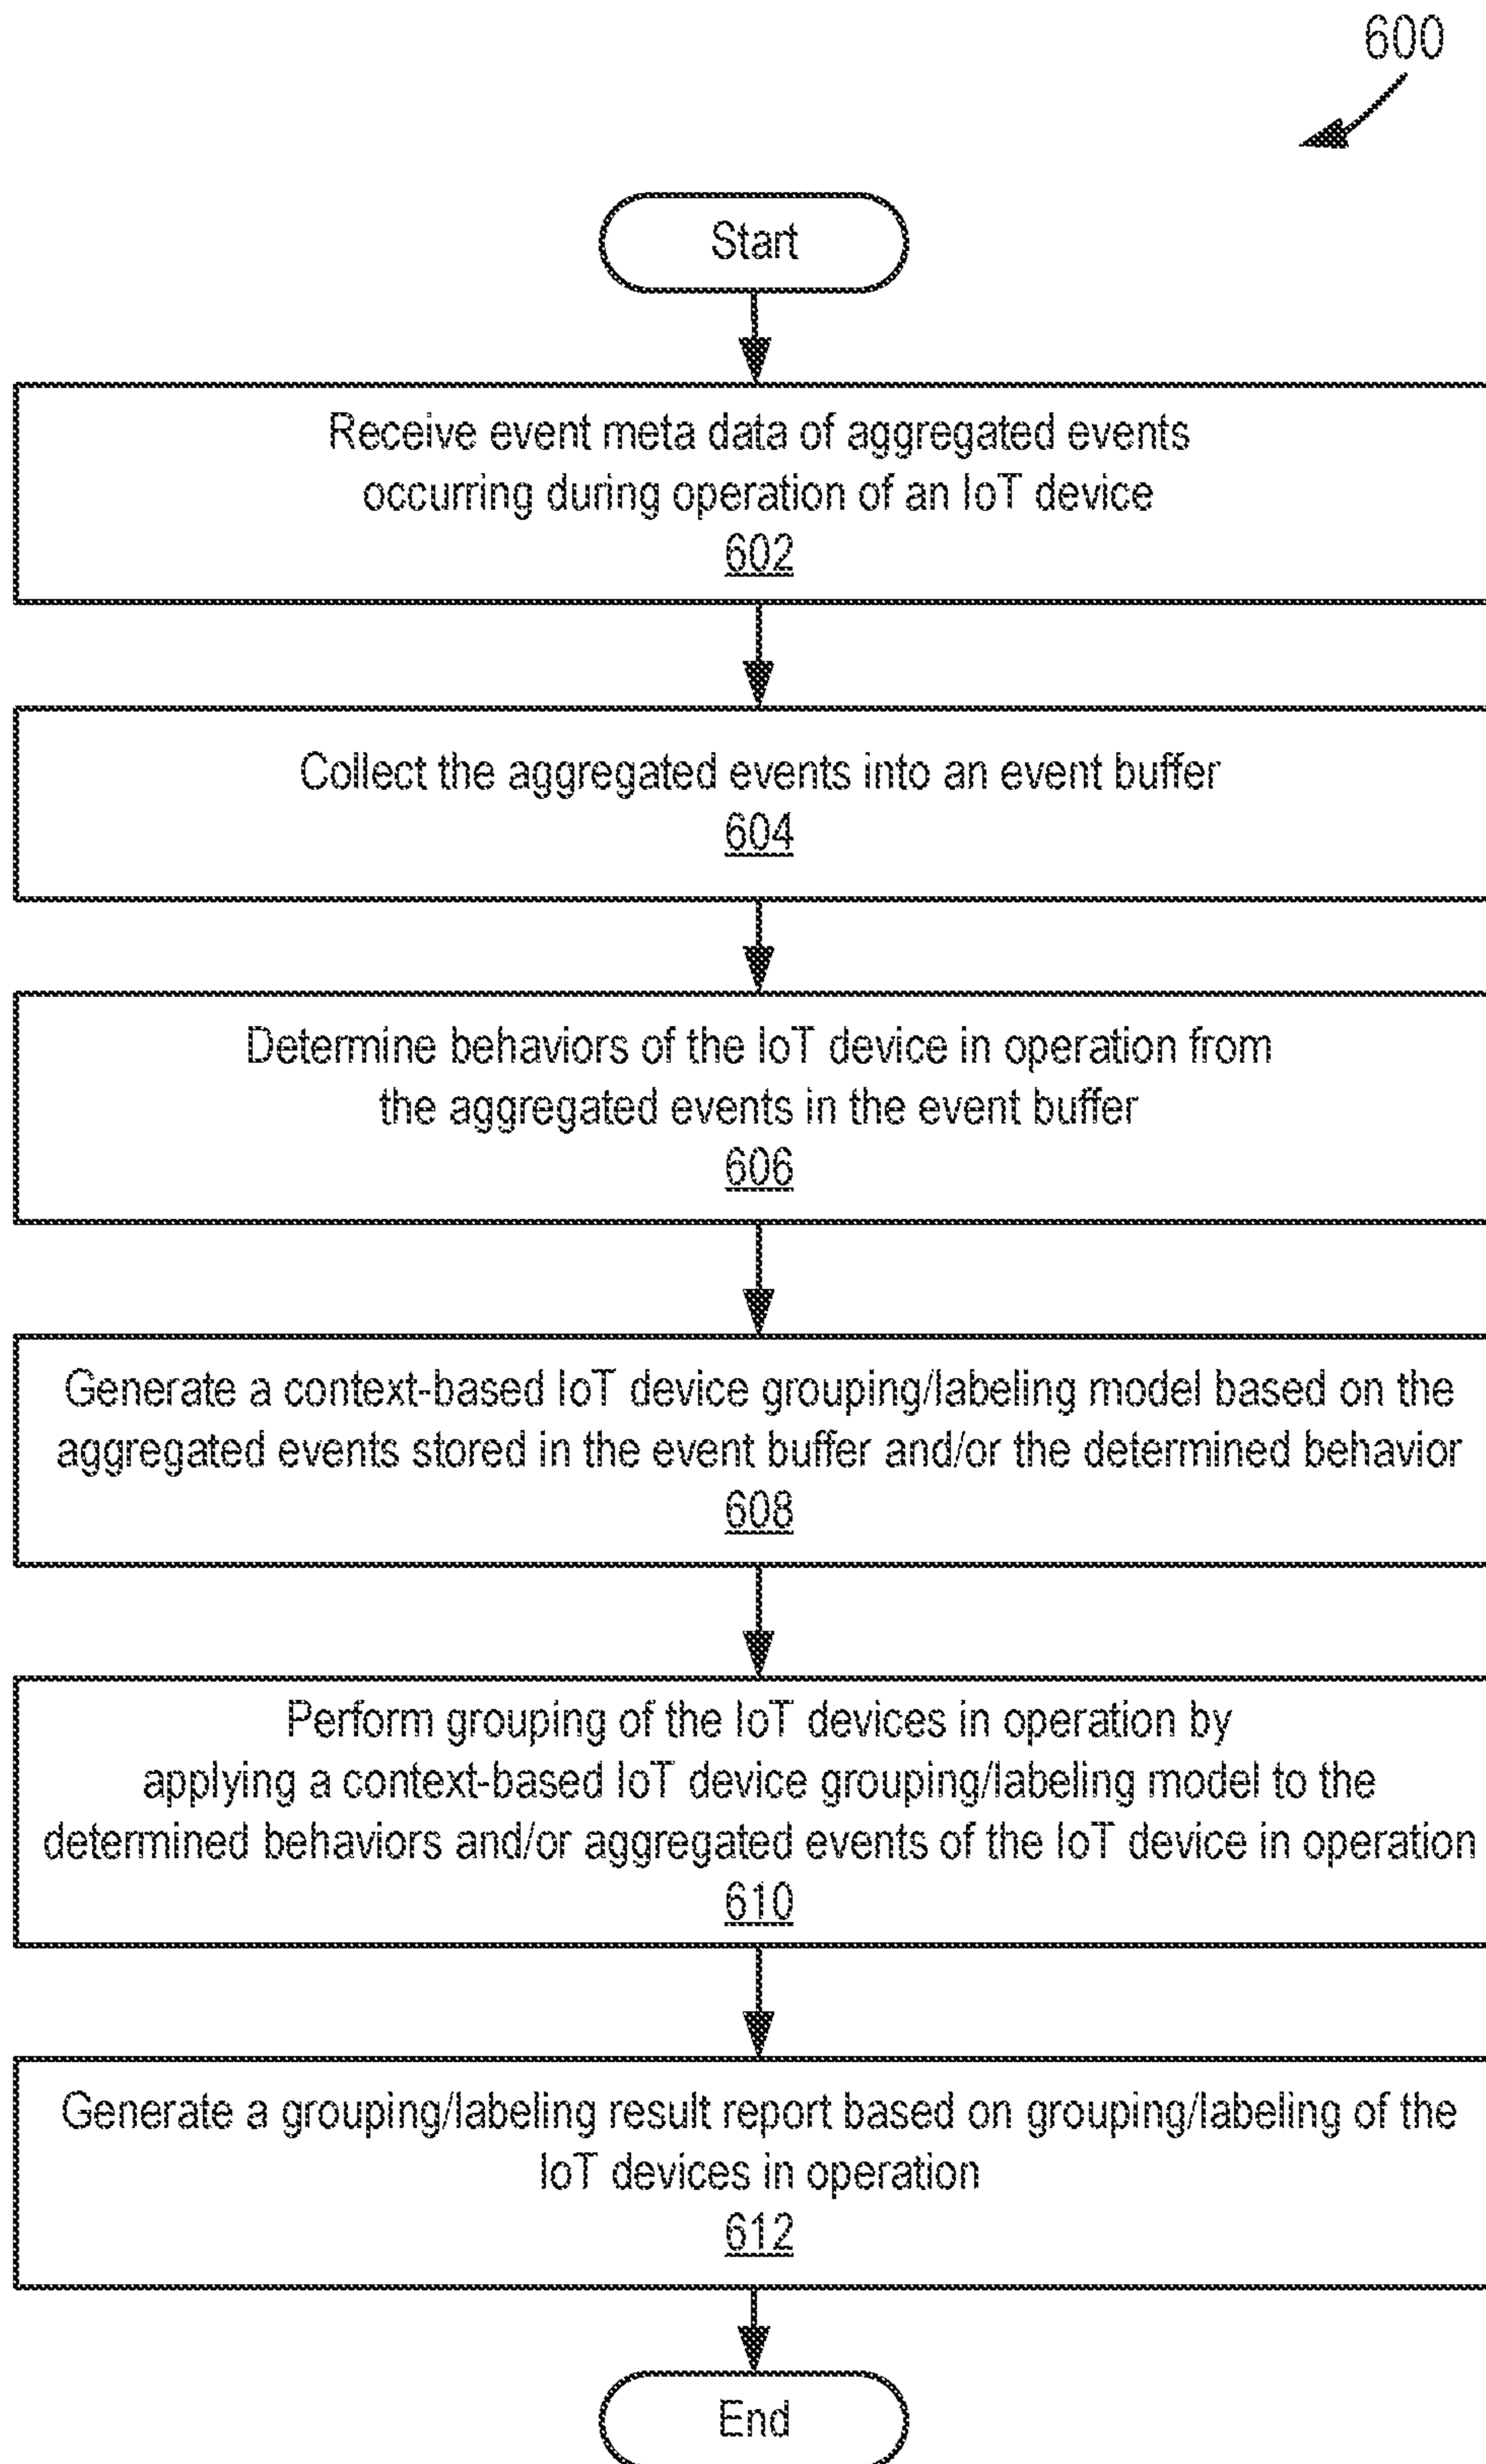 600
Start
Receive event meta data of aggregated events
occurring during operation of an IoT device
602
Collect the aggregated events into an event buffer
604
Determine behaviors of the IoT device in operation from
the aggregated events in the event buffer
606
Generate a context-based IoT device grouping/labeling model based on the
aggregated events stored in the event buffer and/or the determined behavior
608
Perform grouping of the IoT devices in operation by
applying a context-based IoT device grouping/labeling model to the
determined behaviors and/or aggregated events of the IoT device in operation
610
Generate a grouping/labeling result report based on grouping/labeling of the
IoT devices in operation
612
End